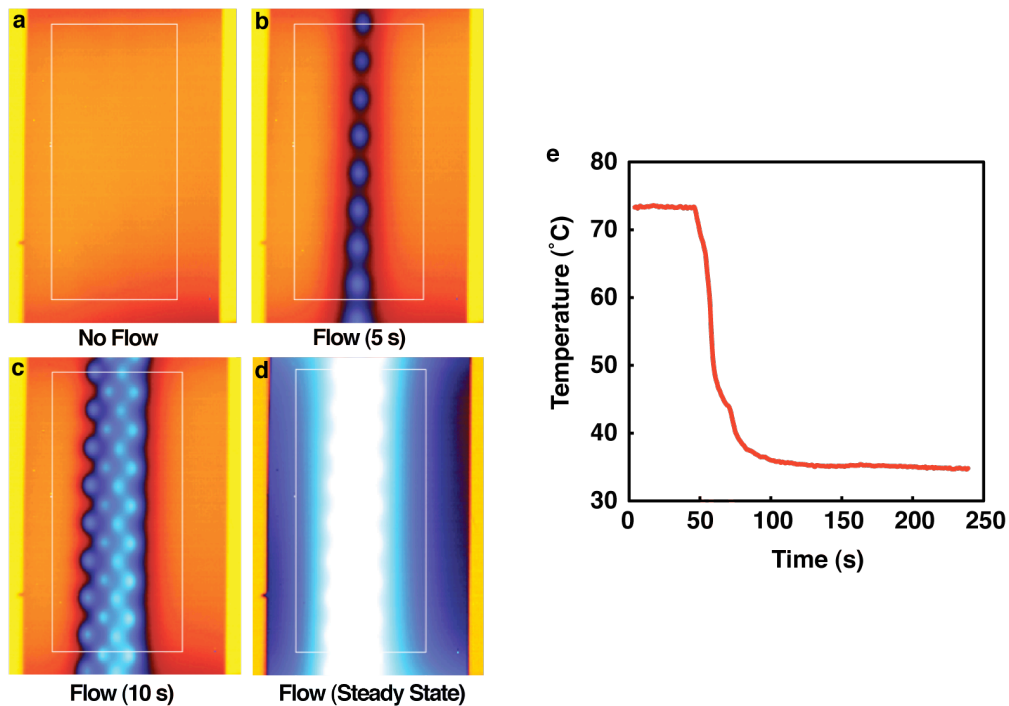 a
No Flow
b
Flow (5 s)
c
Flow (10 s)
d
Flow (Steady State)
e
Temperature (˚C)
80
70
60
50
40
30
0 50 100 150 200 250
Time (s)